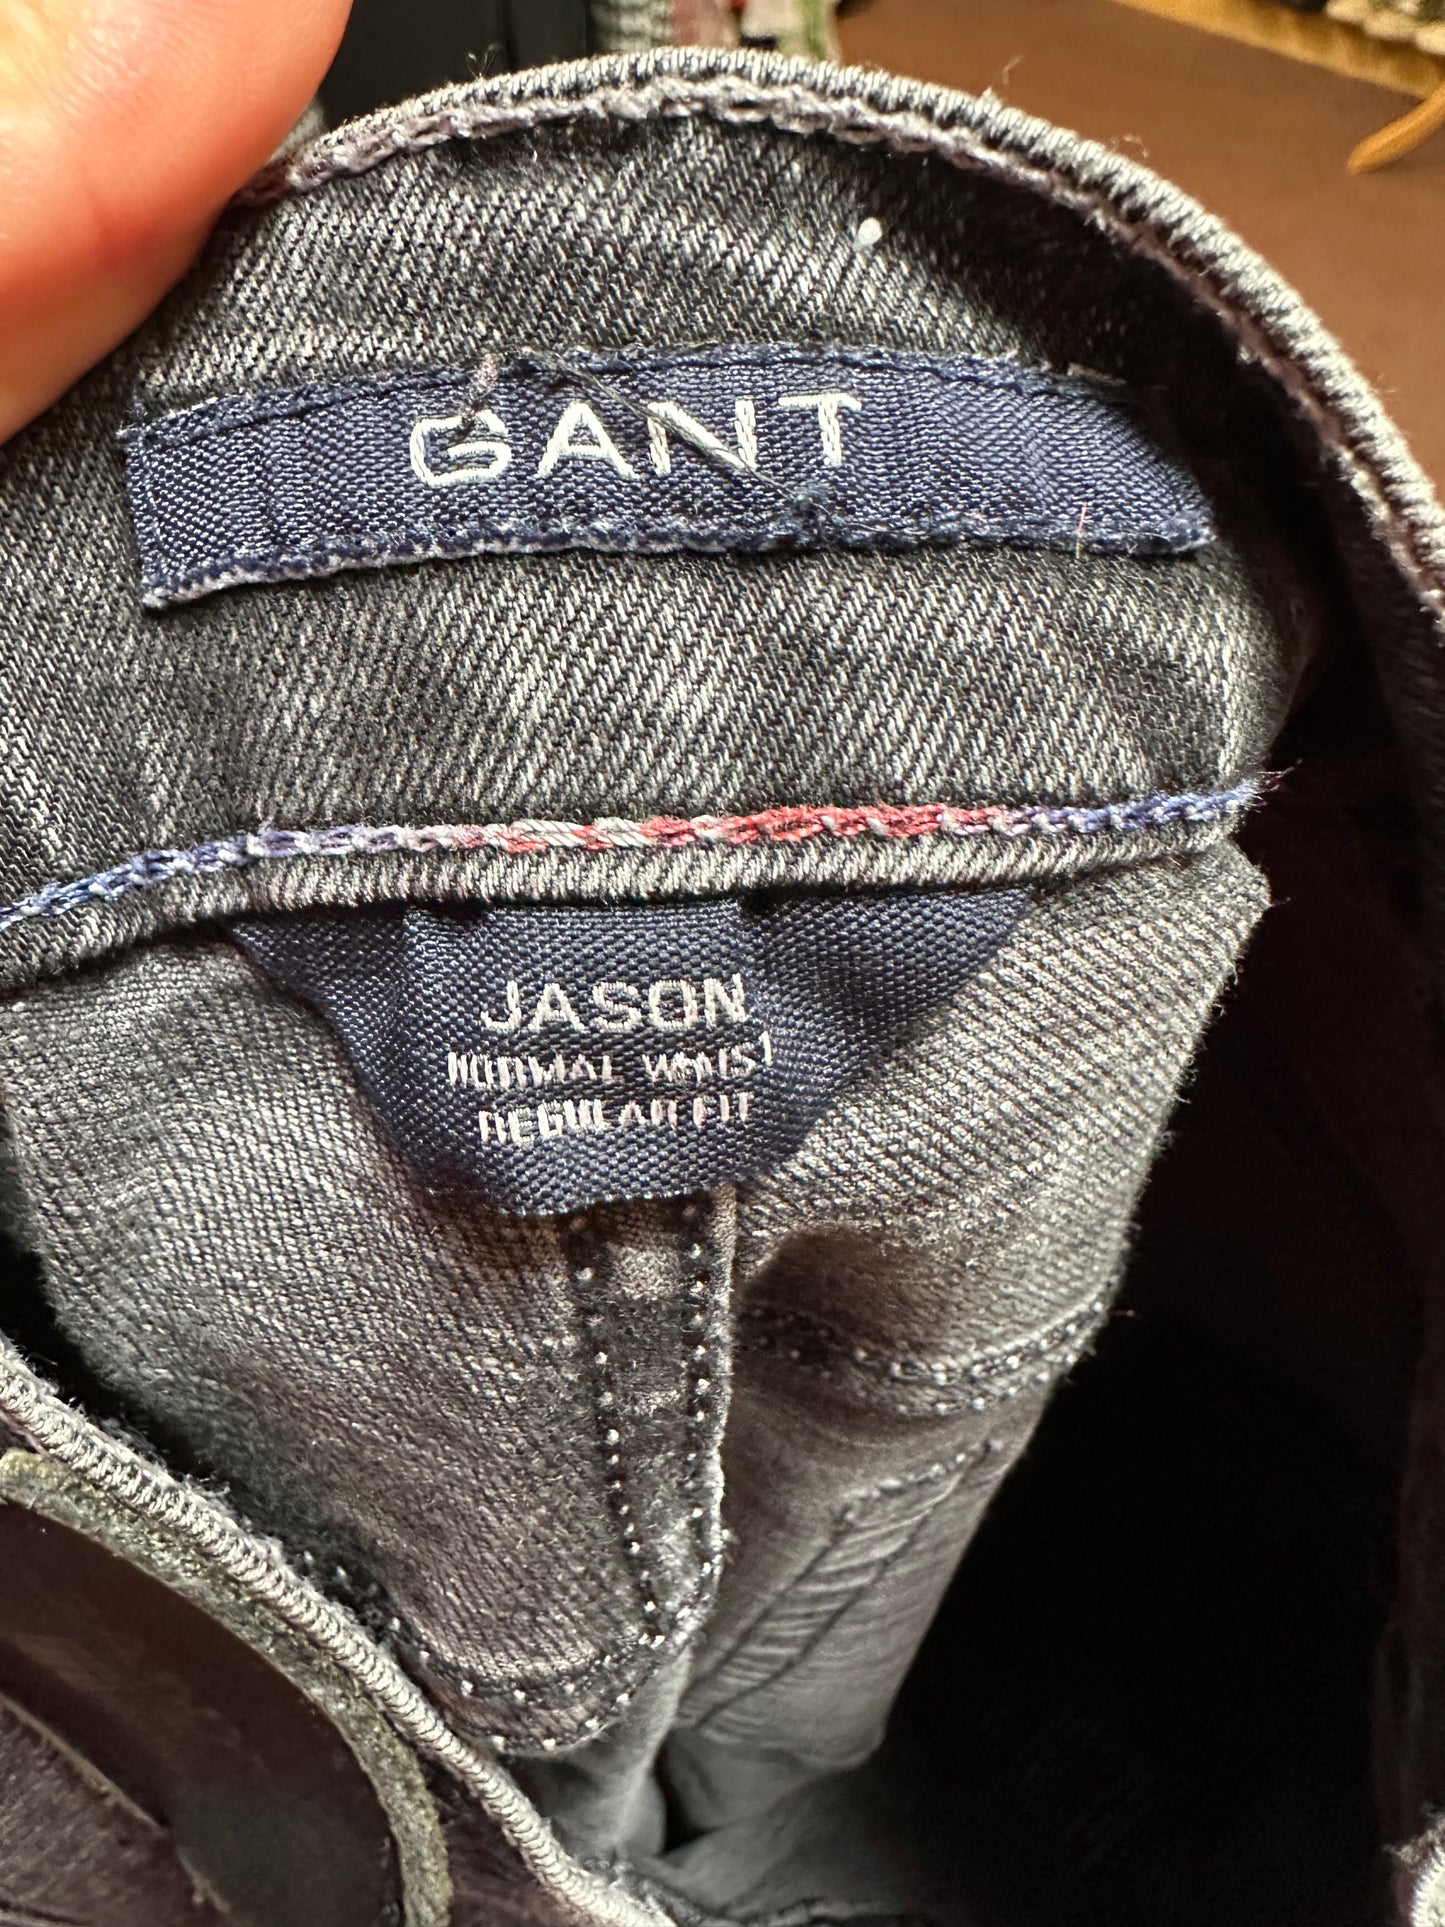 GANT
JASON
NORMAL WAIST
REGULAR FIT